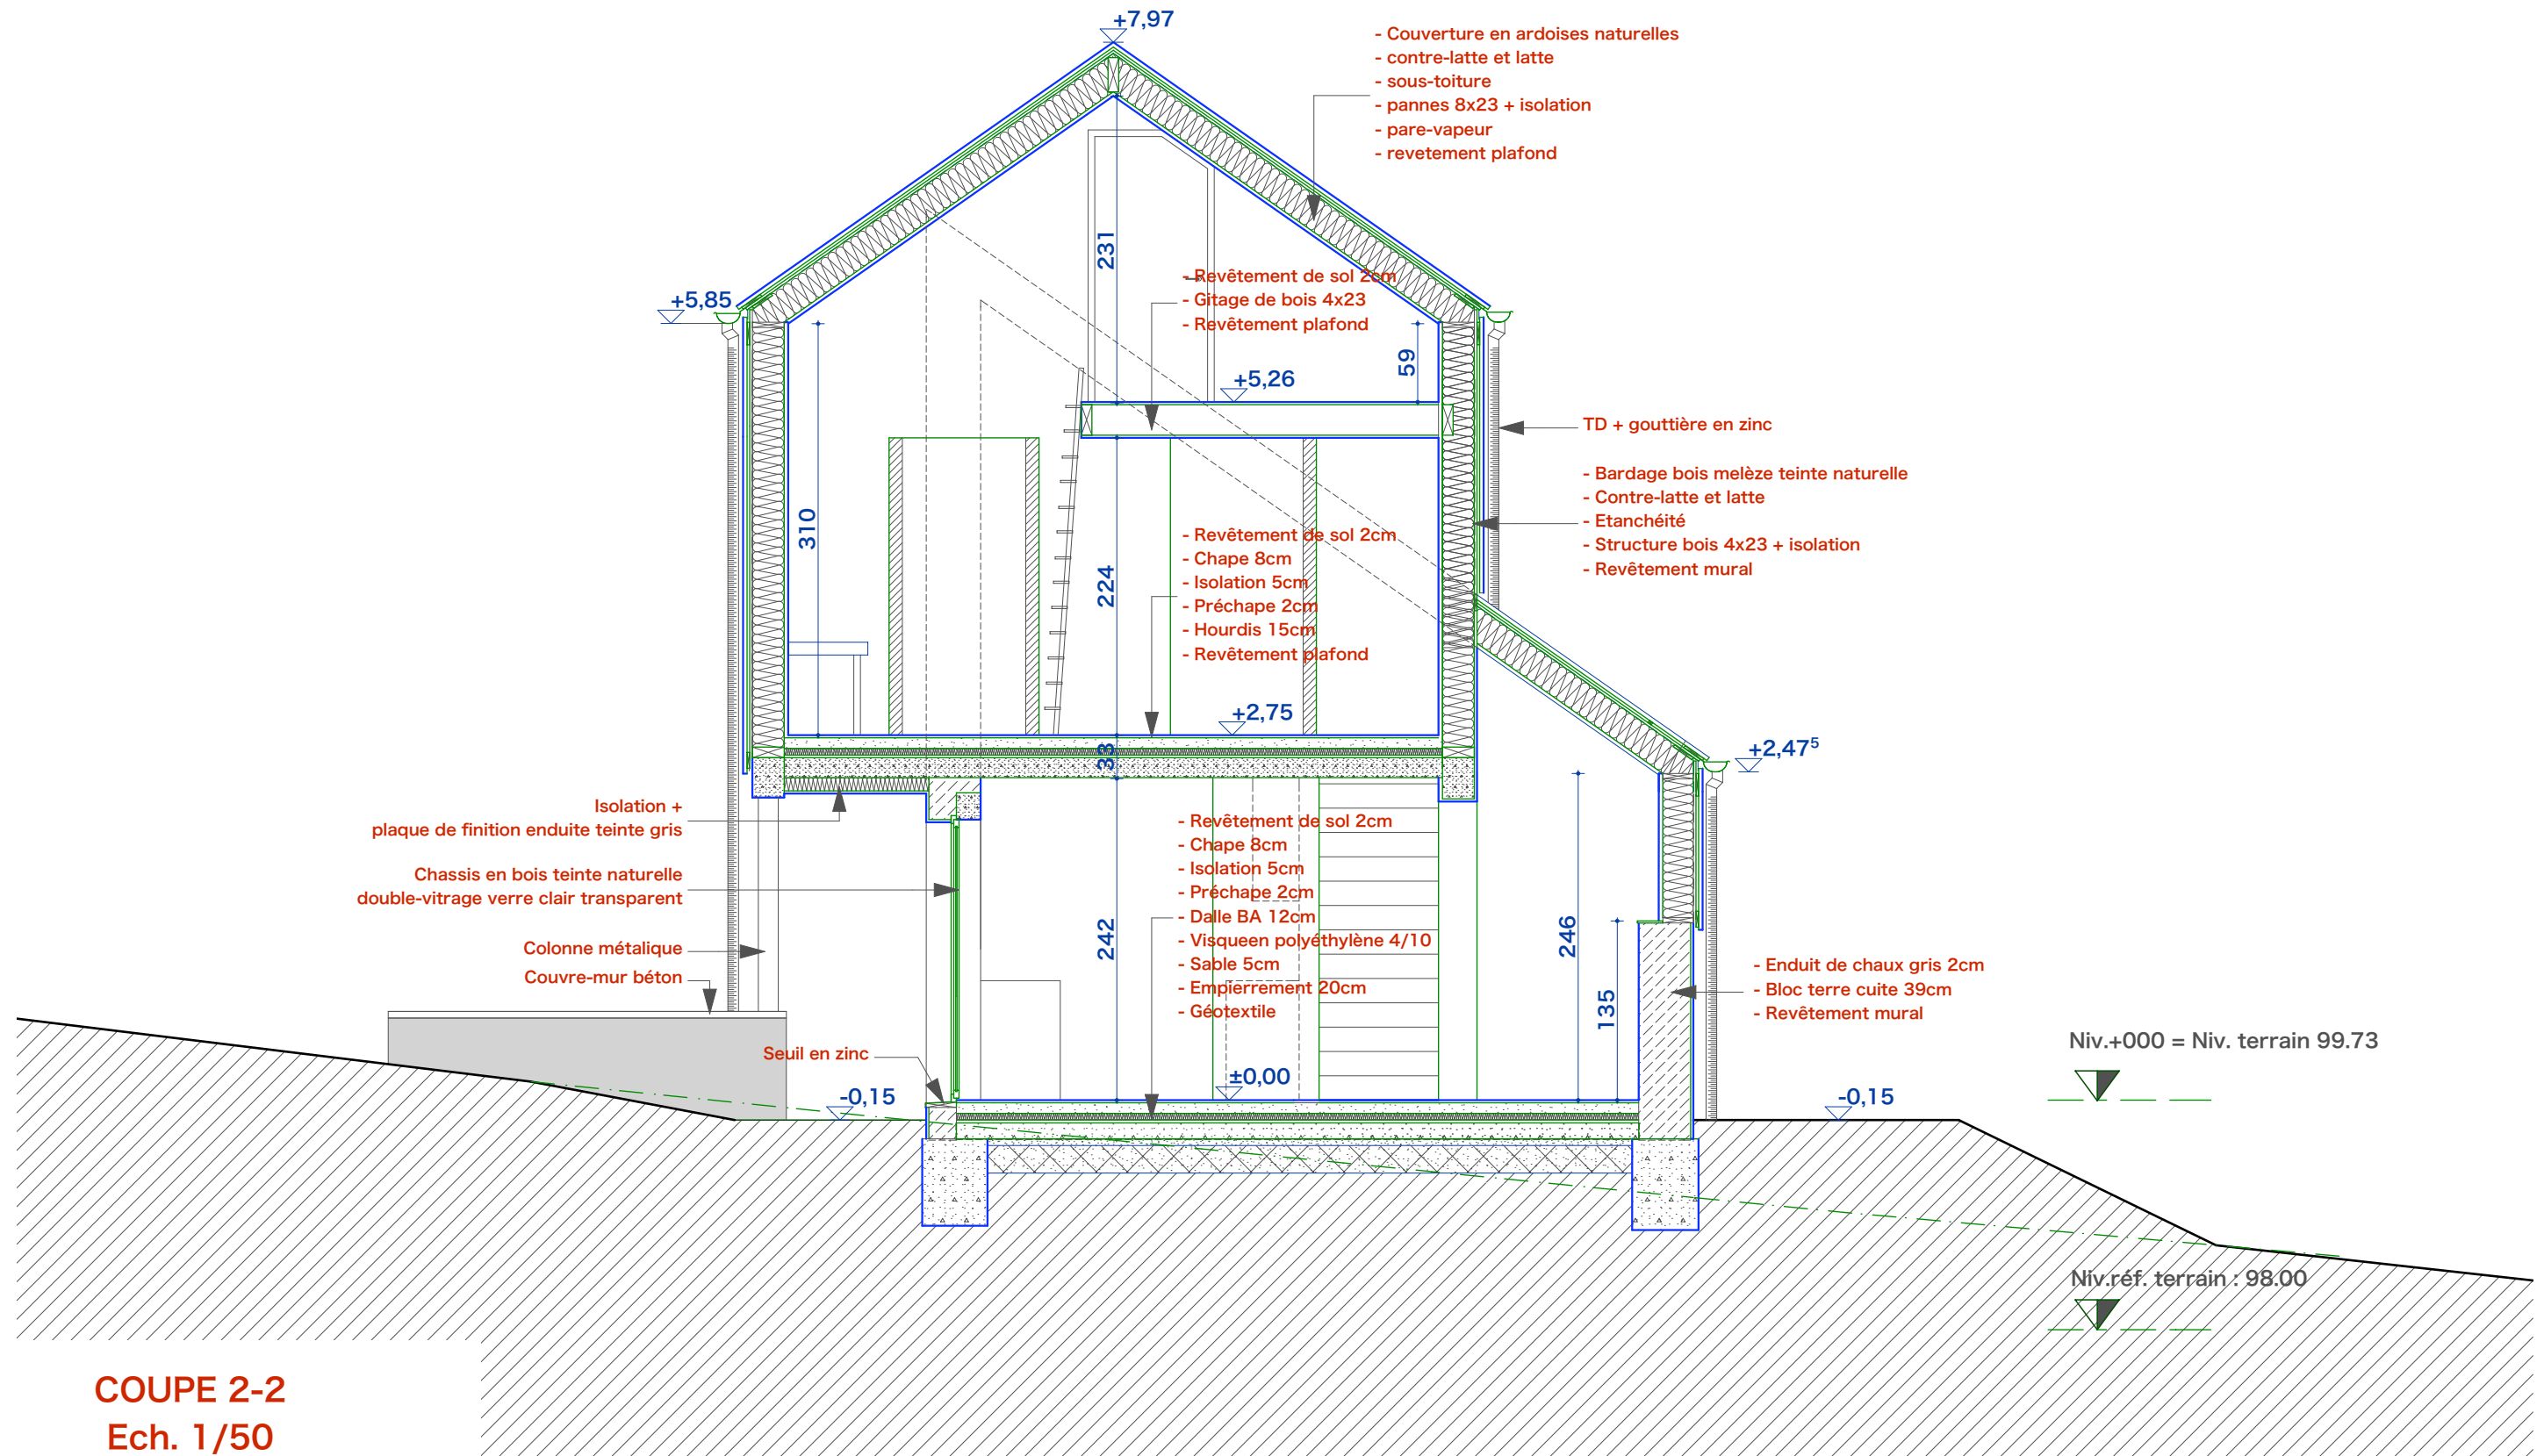 +7,97
- Couverture en ardoises naturelles
- contre-latte et latte
- sous-toiture
- pannes 8x23 + isolation
- pare-vapeur
- revetement plafond
231
- Revêtement de sol 2cm
- Gitage de bois 4x23
- Revêtement plafond
+5,85
59
+5,26
TD + gouttière en zinc
- Bardage bois melèze teinte naturelle
- Contre-latte et latte
- Etanchéité
- Structure bois 4x23 + isolation
- Revêtement mural
310
224
- Revêtement de sol 2cm
- Chape 8cm
- Isolation 5cm
- Préchape 2cm
- Hourdis 15cm
- Revêtement plafond
+2,75
33
+2,47⁵
Isolation +
plaque de finition enduite teinte gris
Chassis en bois teinte naturelle
double-vitrage verre clair transparent
Colonne métalique
Couvre-mur béton
242
- Revêtement de sol 2cm
- Chape 8cm
- Isolation 5cm
- Préchape 2cm
- Dalle BA 12cm
- Visqueen polyéthylène 4/10
- Sable 5cm
- Empierrement 20cm
- Géotextile
246
135
- Enduit de chaux gris 2cm
- Bloc terre cuite 39cm
- Revêtement mural
Niv.+000 = Niv. terrain 99.73
Seuil en zinc
-0,15
±0,00
-0,15
Niv.réf. terrain : 98.00
COUPE 2-2
Ech. 1/50